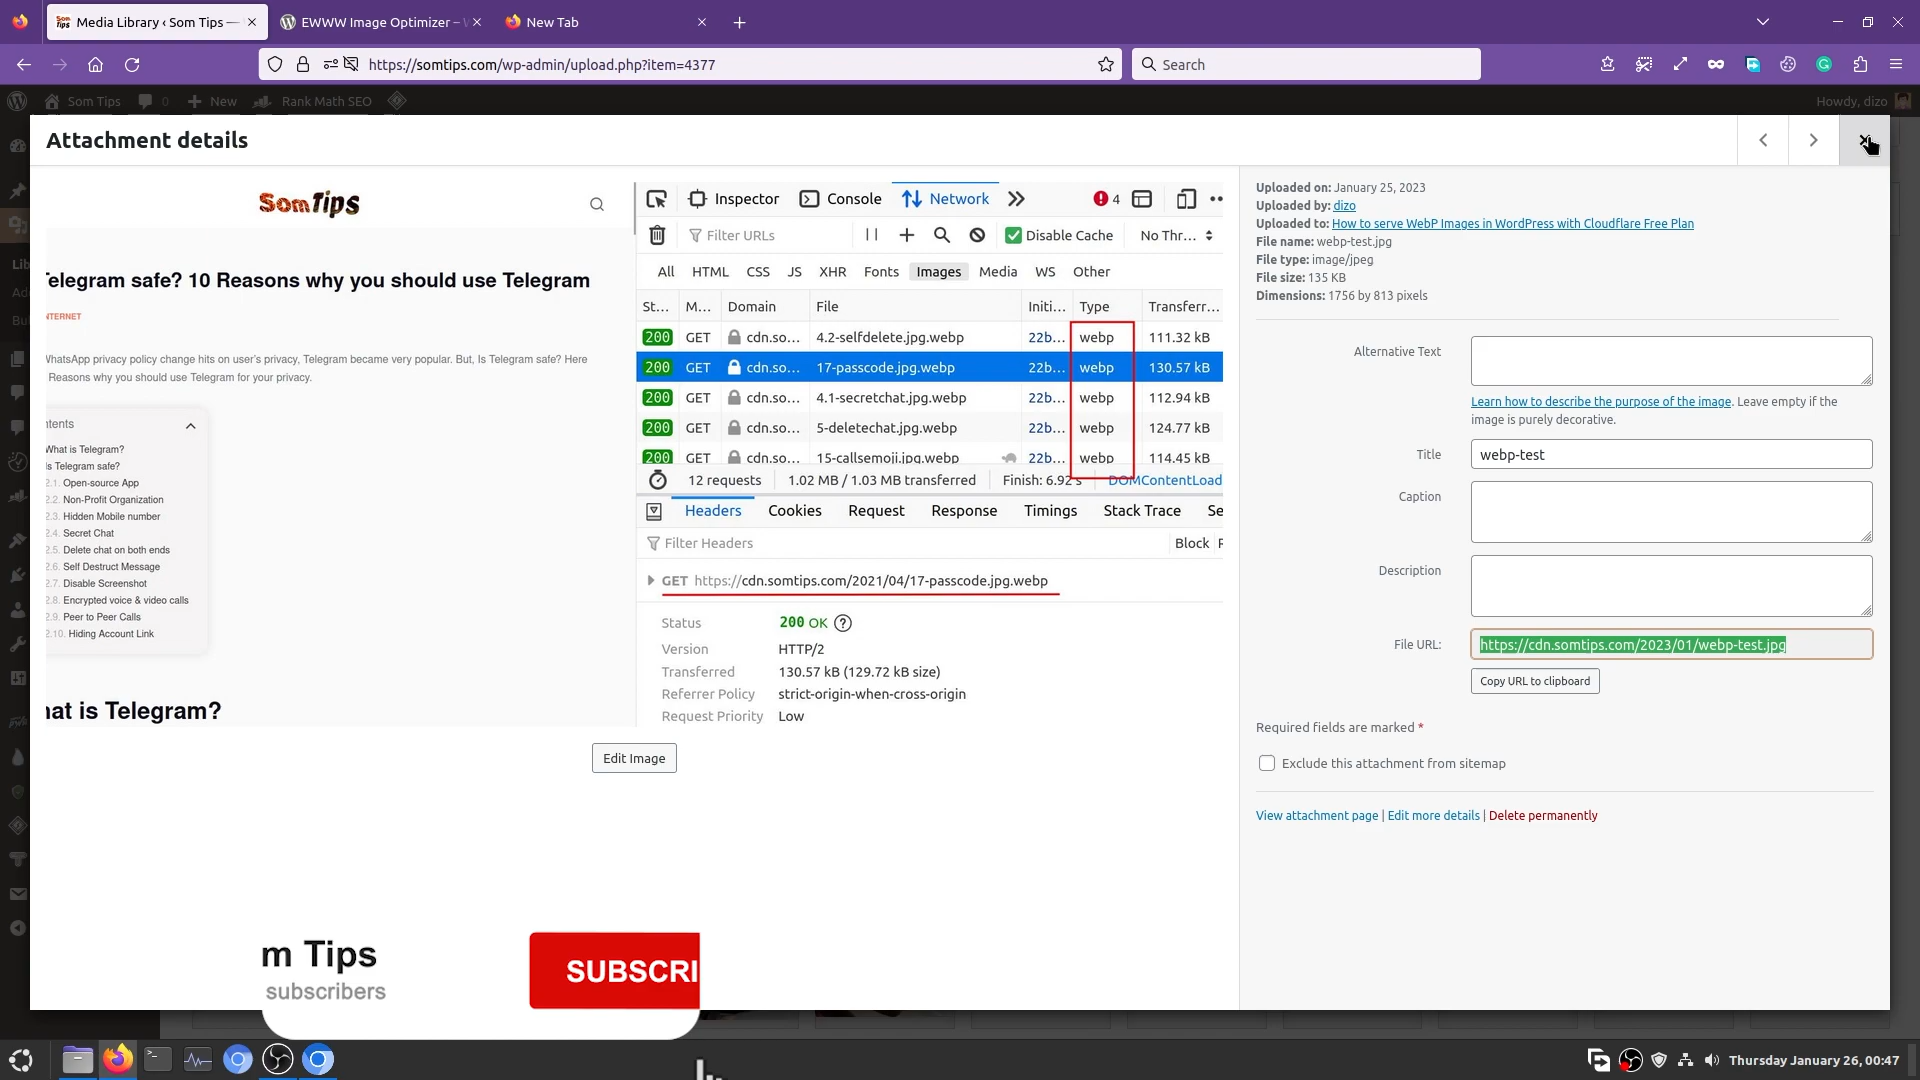 Media Library ‹ Som Tips —
EWWW Image Optimizer –
New Tab
https://somtips.com/wp-admin/upload.php?item=4377
Search
Som Tips
0
New
Rank Math SEO
Howdy, dizo
Attachment details
SomTips
Telegram safe? 10 Reasons why you should use Telegram
NTERNET
WhatsApp privacy policy change hits on user's privacy, Telegram became very popular. But, Is Telegram safe? Here
Reasons why you should use Telegram for your privacy.
ntents
What is Telegram?
Is Telegram safe?
2.1. Open-source App
2.2. Non-Profit Organization
2.3. Hidden Mobile number
2.4. Secret Chat
2.5. Delete chat on both ends
2.6. Self Destruct Message
2.7. Disable Screenshot
2.8. Encrypted voice & video calls
2.9. Peer to Peer Calls
2.10. Hiding Account Link
hat is Telegram?
Inspector
Console
Network
4
Filter URLs
Disable Cache
No Thr...
All HTML CSS JS XHR Fonts Images Media WS Other
St... M... Domain File Initi... Type Transferr...
200 GET cdn.so... 4.2-selfdelete.jpg.webp 22b... webp 111.32 kB
200 GET cdn.so... 17-passcode.jpg.webp 22b... webp 130.57 kB
200 GET cdn.so... 4.1-secretchat.jpg.webp 22b... webp 112.94 kB
200 GET cdn.so... 5-deletechat.jpg.webp 22b... webp 124.77 kB
200 GET cdn.so... 15-callsemoji.jpg.webp 22b... webp 114.45 kB
12 requests 1.02 MB / 1.03 MB transferred Finish: 6.92 s DOMContentLoad
Headers Cookies Request Response Timings Stack Trace Se
Filter Headers
Block
GET https://cdn.somtips.com/2021/04/17-passcode.jpg.webp
Status 200 OK
Version HTTP/2
Transferred 130.57 kB (129.72 kB size)
Referrer Policy strict-origin-when-cross-origin
Request Priority Low
Edit Image
Uploaded on: January 25, 2023
Uploaded by: dizo
Uploaded to: How to serve WebP Images in WordPress with Cloudflare Free Plan
File name: webp-test.jpg
File type: image/jpeg
File size: 135 KB
Dimensions: 1756 by 813 pixels
Alternative Text
Learn how to describe the purpose of the image. Leave empty if the
image is purely decorative.
Title webp-test
Caption
Description
File URL: https://cdn.somtips.com/2023/01/webp-test.jpg
Copy URL to clipboard
Required fields are marked *
Exclude this attachment from sitemap
View attachment page | Edit more details | Delete permanently
m Tips
subscribers
SUBSCRI
Thursday January 26, 00:47